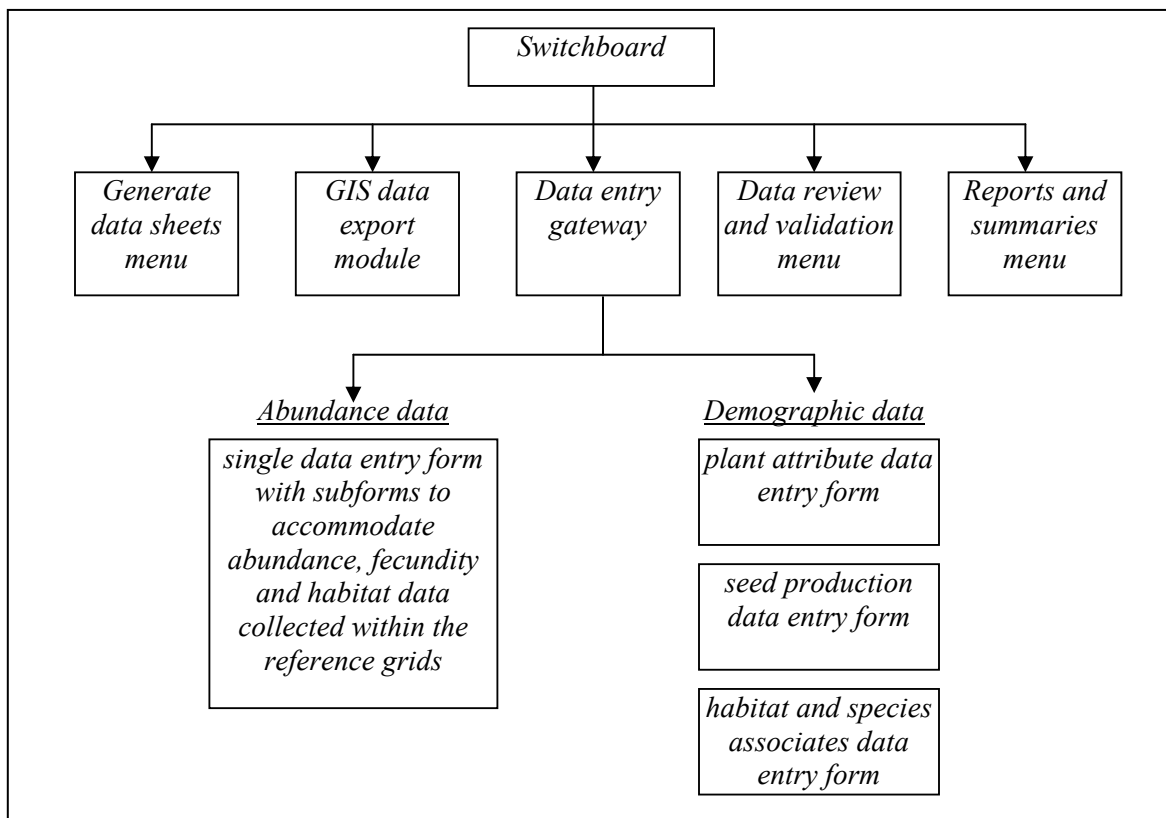 Switchboard
Generate
data sheets
menu
GIS data
export
module
Data entry
gateway
Data review
and validation
menu
Reports and
summaries
menu
Abundance data
single data entry form
with subforms to
accommodate
abundance, fecundity
and habitat data
collected within the
reference grids
Demographic data
plant attribute data
entry form
seed production
data entry form
habitat and species
associates data
entry form